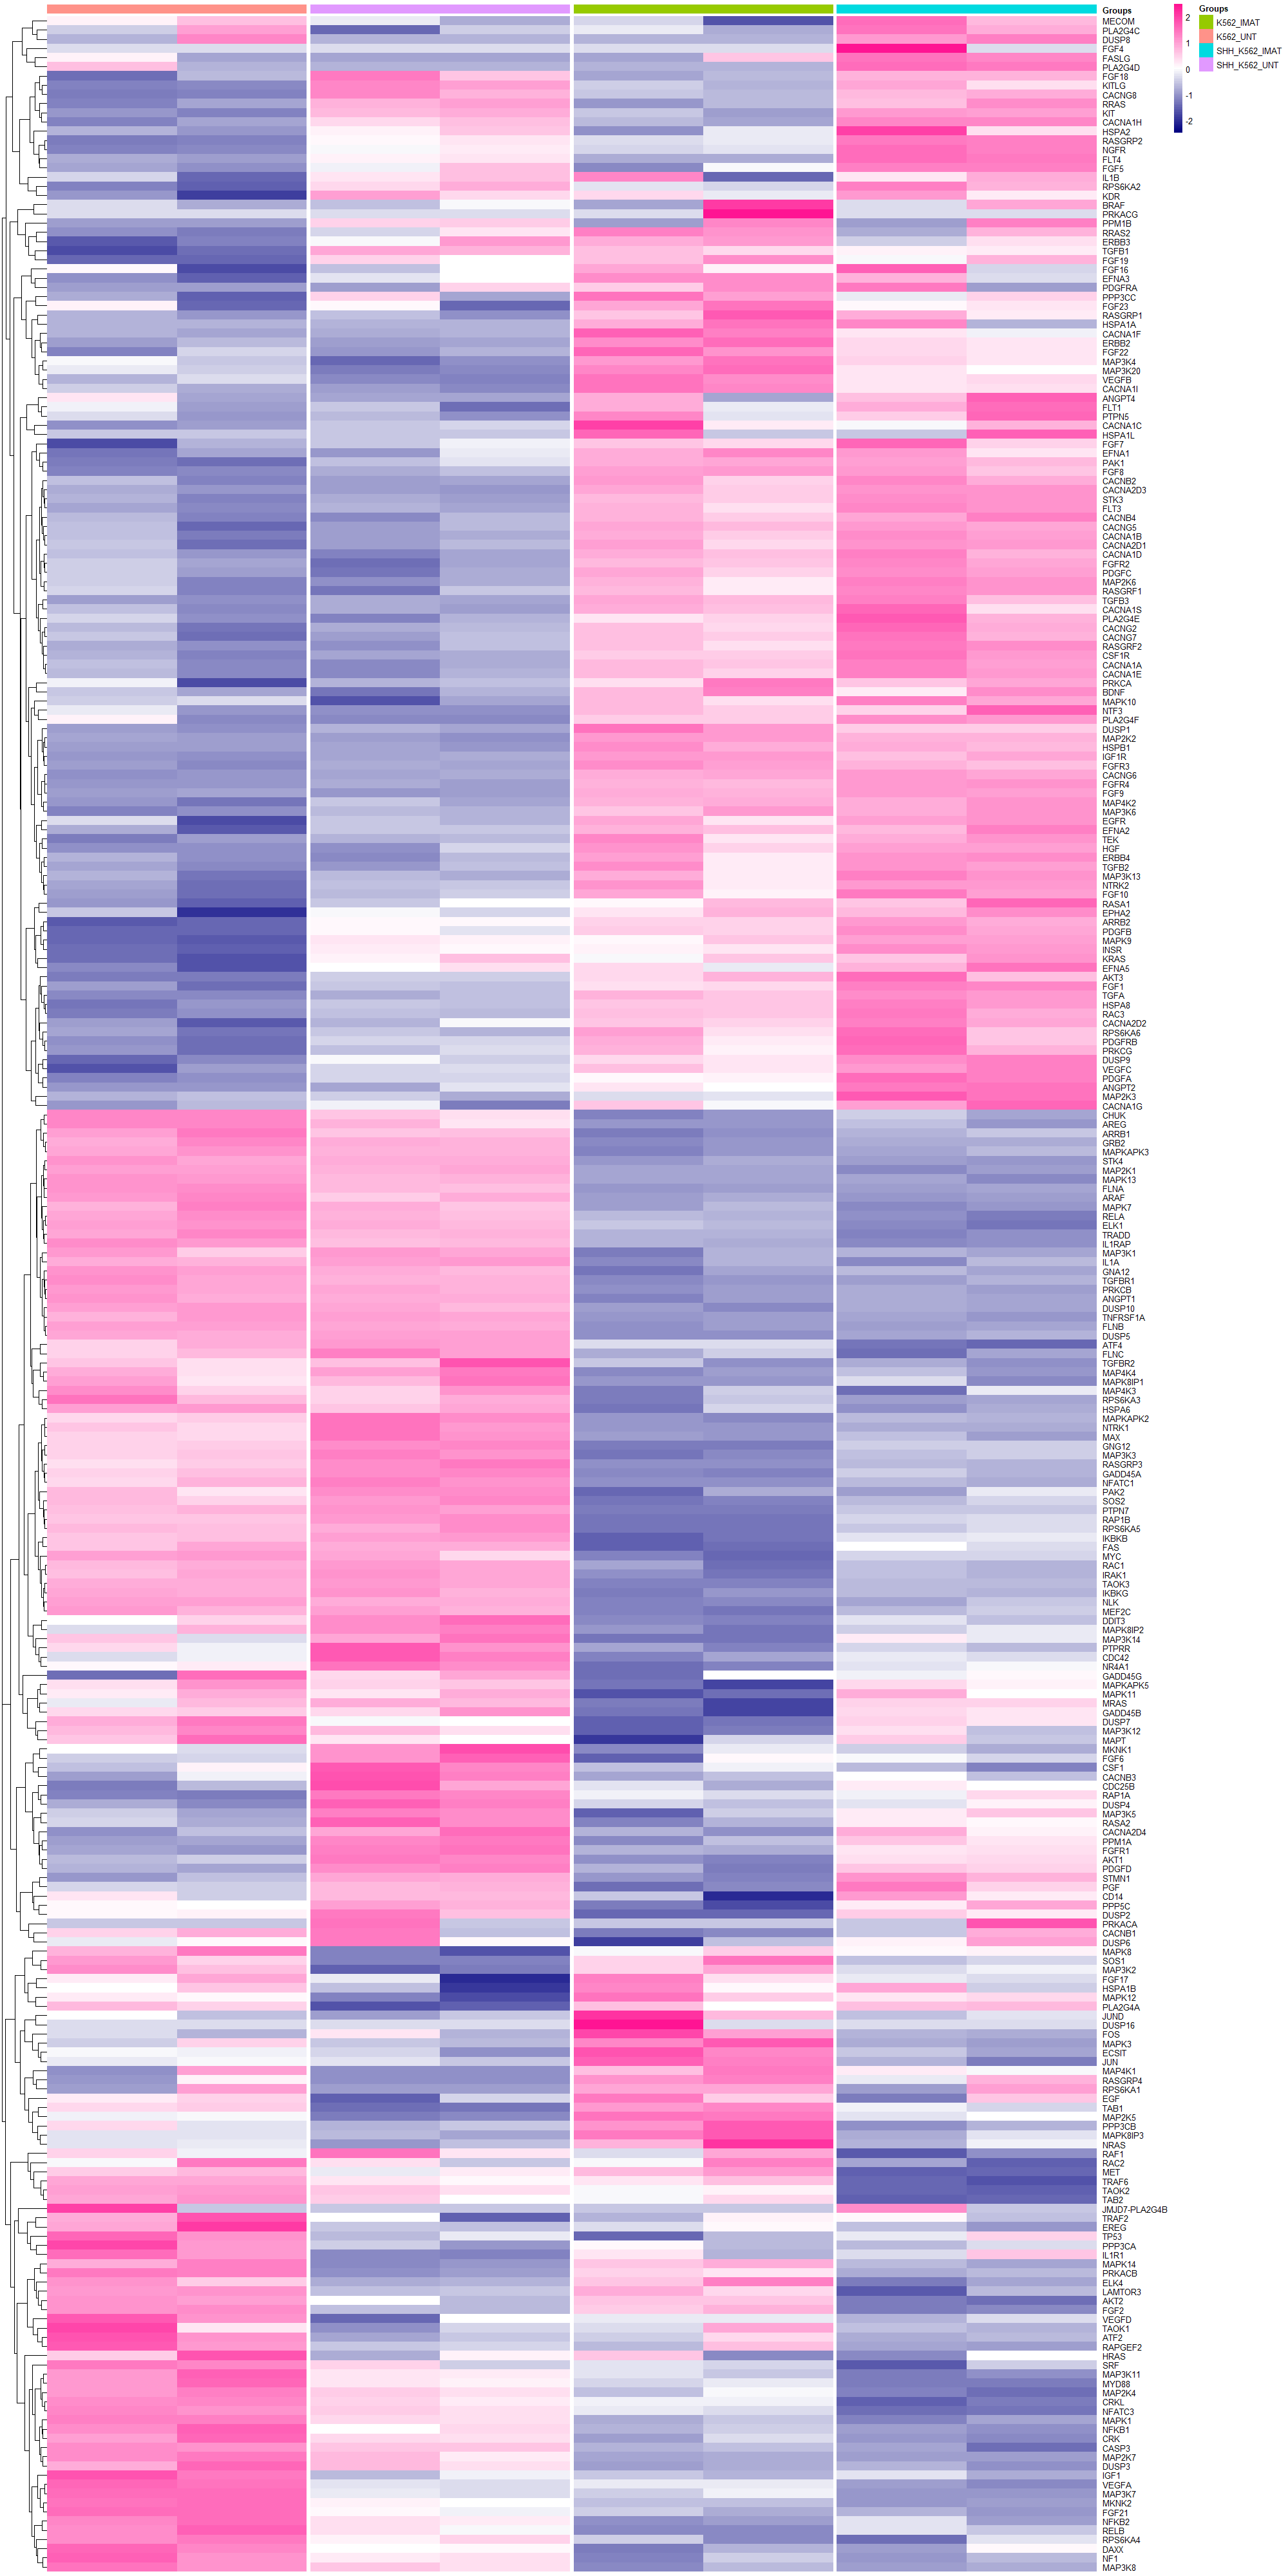 Groups
MECOM
PLA2G4C
DUSP8
FGF4
FASLG
PLA2G4D
FGF18
KITLG
CACNG8
RRAS
KIT
CACNA1H
HSPA2
RASGRP2
NGFR
FLT4
FGF5
IL1B
RPS6KA2
KDR
BRAF
PRKACG
PPM1B
RRAS2
ERBB3
TGFB1
FGF19
FGF16
EFNA3
PDGFRA
PPP3CC
FGF23
RASGRP1
HSPA1A
CACNA1F
ERBB2
FGF22
MAP3K4
MAP3K20
VEGFB
CACNA1I
ANGPT4
FLT1
PTPN5
CACNA1C
HSPA1L
FGF7
EFNA1
PAK1
FGF8
CACNB2
CACNA2D3
STK3
FLT3
CACNB4
CACNG5
CACNA1B
CACNA2D1
CACNA1D
FGFR2
PDGFC
MAP2K6
RASGRF1
TGFB3
CACNA1S
PLA2G4E
CACNG2
CACNG7
RASGRF2
CSF1R
CACNA1A
CACNA1E
PRKCA
BDNF
MAPK10
NTF3
PLA2G4F
DUSP1
MAP2K2
HSPB1
IGF1R
FGFR3
CACNG6
FGFR4
FGF9
MAP4K2
MAP3K6
EGFR
EFNA2
TEK
HGF
ERBB4
TGFB2
MAP3K13
NTRK2
FGF10
RASA1
EPHA2
ARRB2
PDGFB
MAPK9
INSR
KRAS
EFNA5
AKT3
FGF1
TGFA
HSPA8
RAC3
CACNA2D2
RPS6KA6
PDGFRB
PRKCG
DUSP9
VEGFC
PDGFA
ANGPT2
MAP2K3
CACNA1G
CHUK
AREG
ARRB1
GRB2
MAPKAPK3
STK4
MAP2K1
MAPK13
FLNA
ARAF
MAPK7
RELA
ELK1
TRADD
IL1RAP
MAP3K1
IL1A
GNA12
TGFBR1
PRKCB
ANGPT1
DUSP10
TNFRSF1A
FLNB
DUSP5
ATF4
FLNC
TGFBR2
MAP4K4
MAPK8IP1
MAP4K3
RPS6KA3
HSPA6
MAPKAPK2
NTRK1
MAX
GNG12
MAP3K3
RASGRP3
GADD45A
NFATC1
PAK2
SOS2
PTPN7
RAP1B
RPS6KA5
IKBKB
FAS
MYC
RAC1
IRAK1
TAOK3
IKBKG
NLK
MEF2C
DDIT3
MAPK8IP2
MAP3K14
PTPRR
CDC42
NR4A1
GADD45G
MAPKAPK5
MAPK11
MRAS
GADD45B
DUSP7
MAP3K12
MAPT
MKNK1
FGF6
CSF1
CACNB3
CDC25B
RAP1A
DUSP4
MAP3K5
RASA2
CACNA2D4
PPM1A
FGFR1
AKT1
PDGFD
STMN1
PGF
CD14
PPP5C
DUSP2
PRKACA
CACNB1
DUSP6
MAPK8
SOS1
MAP3K2
FGF17
HSPA1B
MAPK12
PLA2G4A
JUND
DUSP16
FOS
MAPK3
ECSIT
JUN
MAP4K1
RASGRP4
RPS6KA1
EGF
TAB1
MAP2K5
PPP3CB
MAPK8IP3
NRAS
RAF1
RAC2
MET
TRAF6
TAOK2
TAB2
JMJD7-PLA2G4B
TRAF2
EREG
TP53
PPP3CA
IL1R1
MAPK14
PRKACB
ELK4
LAMTOR3
AKT2
FGF2
VEGFD
TAOK1
ATF2
RAPGEF2
HRAS
SRF
MAP3K11
MYD88
MAP2K4
CRKL
NFATC3
MAPK1
NFKB1
CRK
CASP3
MAP2K7
DUSP3
IGF1
VEGFA
MAP3K7
MKNK2
FGF21
NFKB2
RELB
RPS6KA4
DAXX
NF1
MAP3K8
2
1
0
-1
-2
Groups
K562_IMAT
K562_UNT
SHH_K562_IMAT
SHH_K562_UNT